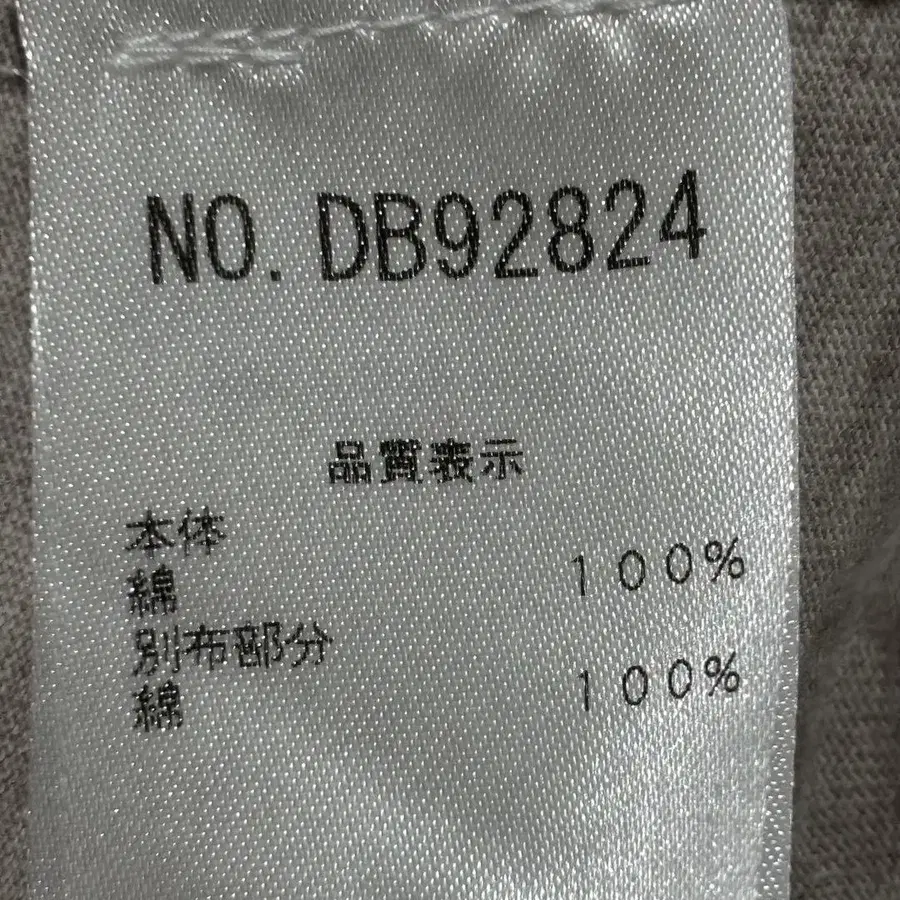 NO. DB92824
品質表示
本体
綿 100%
別布部分
綿 100%